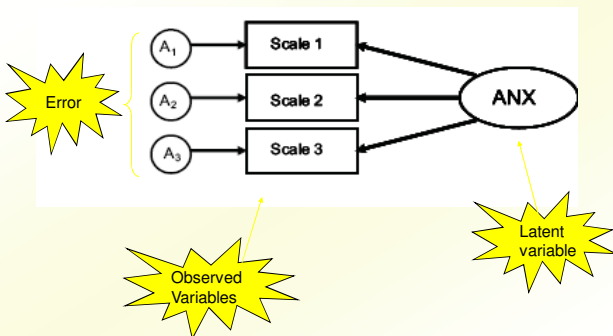 A1
Scale 1
Error
A2
Scale 2
ANX
A3
Scale 3
Latent
variable
Observed
Variables